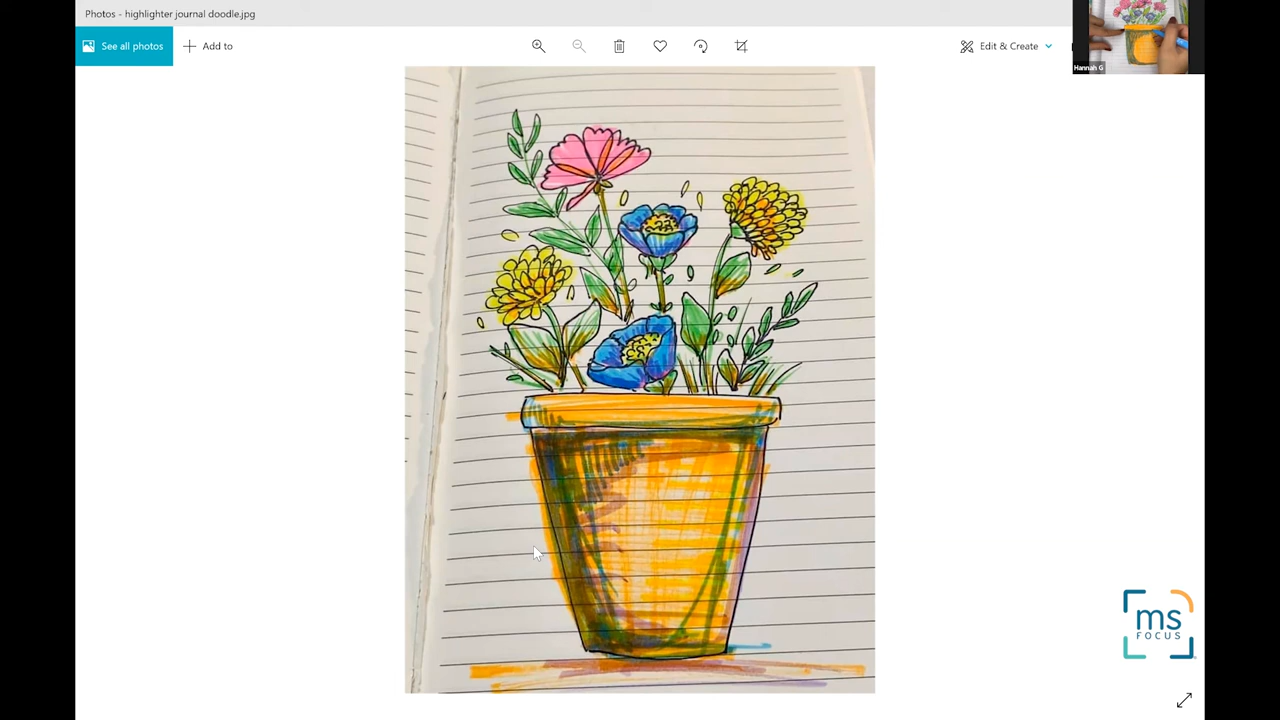 Photos - highlighter journal doodle.jpg
See all photos
Add to
Edit & Create
Hannah G
ms
FOCUS